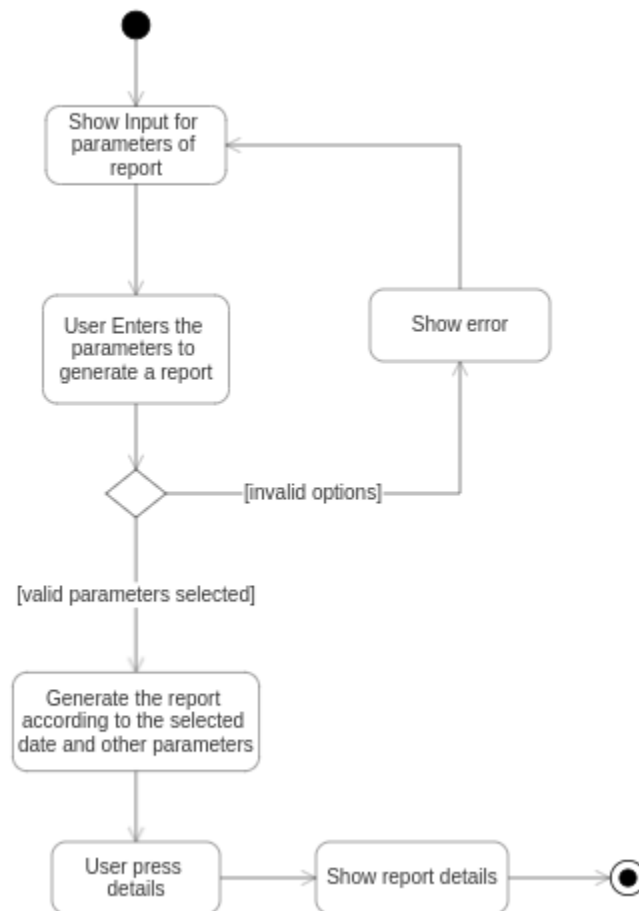 Show Input for
parameters of
report
User Enters the
parameters to
generate a report
Show error
[invalid options]
[valid parameters selected]
Generate the report
according to the selected
date and other parameters
User press
details
Show report details